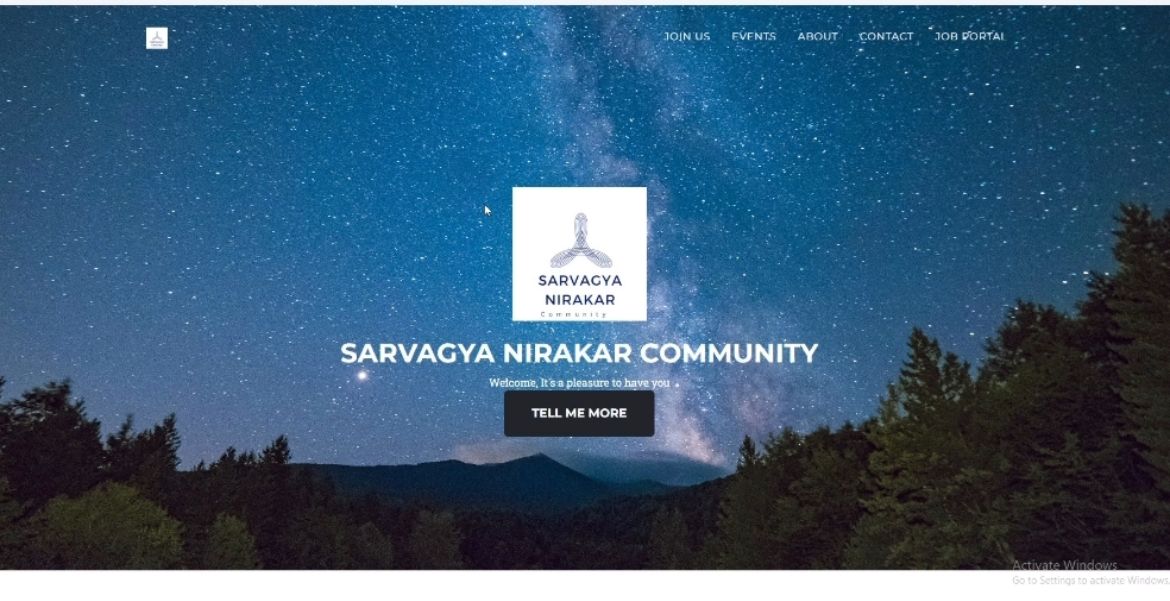 JOIN US EVENTS ABOUT CONTACT JOB PORTAL
SARVAGYA
NIRAKAR
Community
SARVAGYA NIRAKAR COMMUNITY
Welcome, It's a pleasure to have you
TELL ME MORE
Activate Windows
Go to Settings to activate Windows.